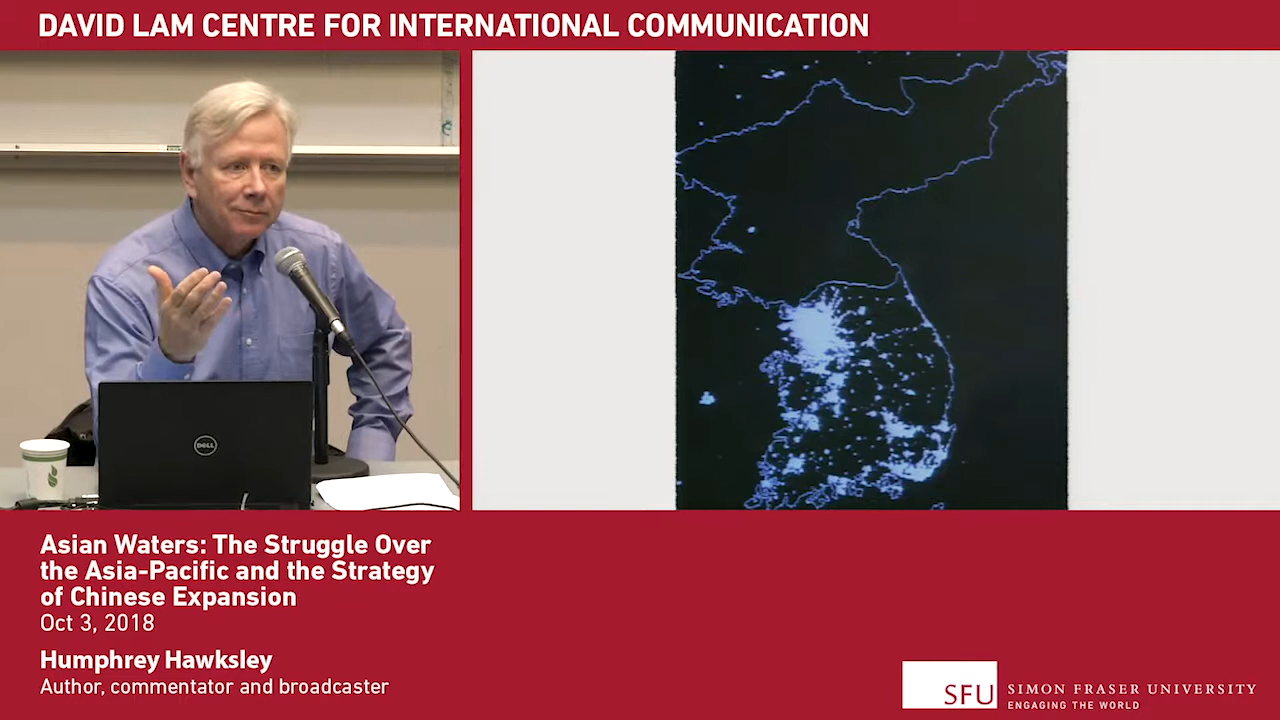 DAVID LAM CENTRE FOR INTERNATIONAL COMMUNICATION
DELL
Asian Waters: The Struggle Over
the Asia-Pacific and the Strategy
of Chinese Expansion
Oct 3, 2018
Humphrey Hawksley
Author, commentator and broadcaster
SFU
SIMON FRASER UNIVERSITY
ENGAGING THE WORLD